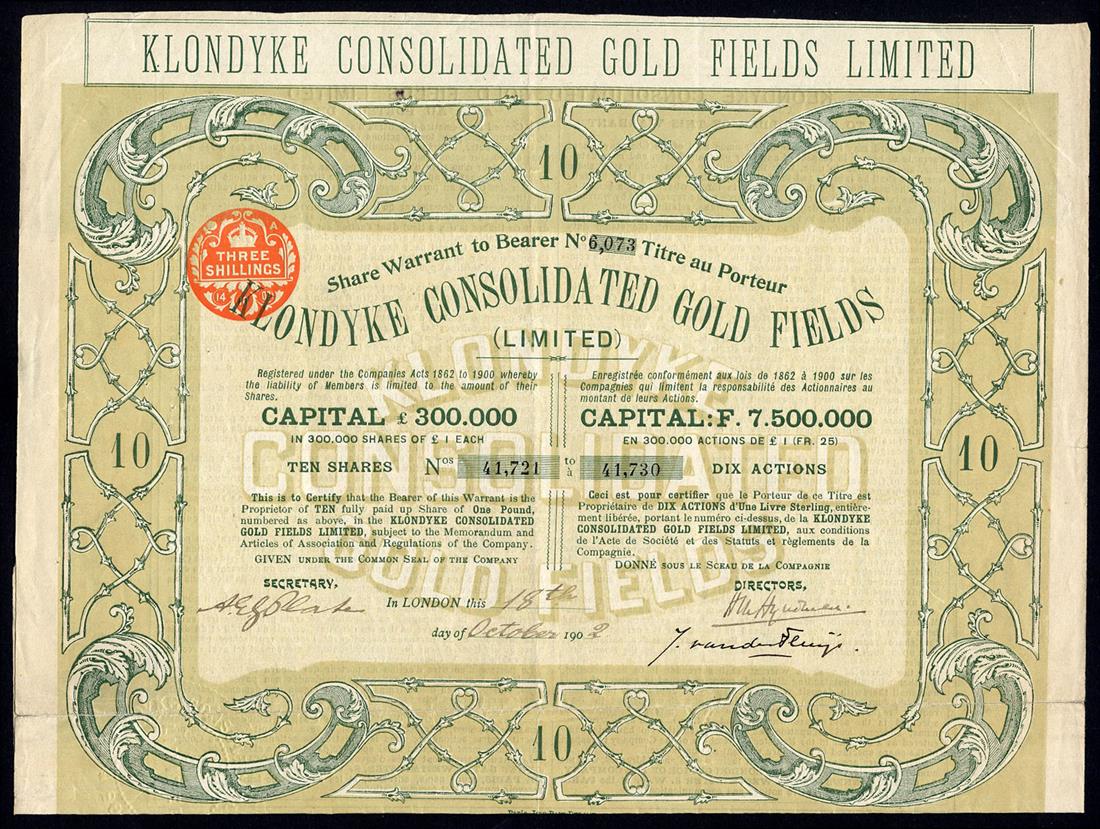 KLONDYKE CONSOLIDATED GOLD FIELDS LIMITED
10
Share Warrant to Bearer No 6,073 Titre au Porteur
THREE
SHILLINGS
14
KLONDYKE CONSOLIDATED GOLD FIELDS
(LIMITED)
Registered under the Companies Acts 1862 to 1900 whereby
the liability of Members is limited to the amount of their
Shares.
CAPITAL £ 300.000
IN 300.000 SHARES OF £ 1 EACH
Enregistrée conformément aux lois de 1862 à 1900 sur les
Compagnies qui limitent la responsabilité des Actionnaires au
montant de leurs Actions.
CAPITAL: F. 7.500.000
EN 300.000 ACTIONS DE £ 1 (FR. 25)
TEN SHARES Nos 41,721 to à 41,730 DIX ACTIONS
10
10
This is to Certify that the Bearer of this Warrant is the
Proprietor of TEN fully paid up Share of One Pound,
numbered as above, in the KLONDYKE CONSOLIDATED
GOLD FIELDS LIMITED, subject to the Memorandum and
Articles of Association and Regulations of the Company.
GIVEN UNDER THE COMMON SEAL OF THE COMPANY
Ceci est pour certifier que le Porteur de ce Titre est
Propriétaire de DIX ACTIONS d'Une Livre Sterling, entière-
ment libérée, portant le numéro ci-dessus, de la KLONDYKE
CONSOLIDATED GOLD FIELDS LIMITED, aux conditions
de l'Acte de Société et des Statuts et règlements de la
Compagnie.
DONNÉ SOUS LE SCEAU DE LA COMPAGNIE
KLONDYKE
CONSOLIDATED
GOLD FIELDS
SECRETARY,
DIRECTORS,
In LONDON this 18th
day of October 1902
10